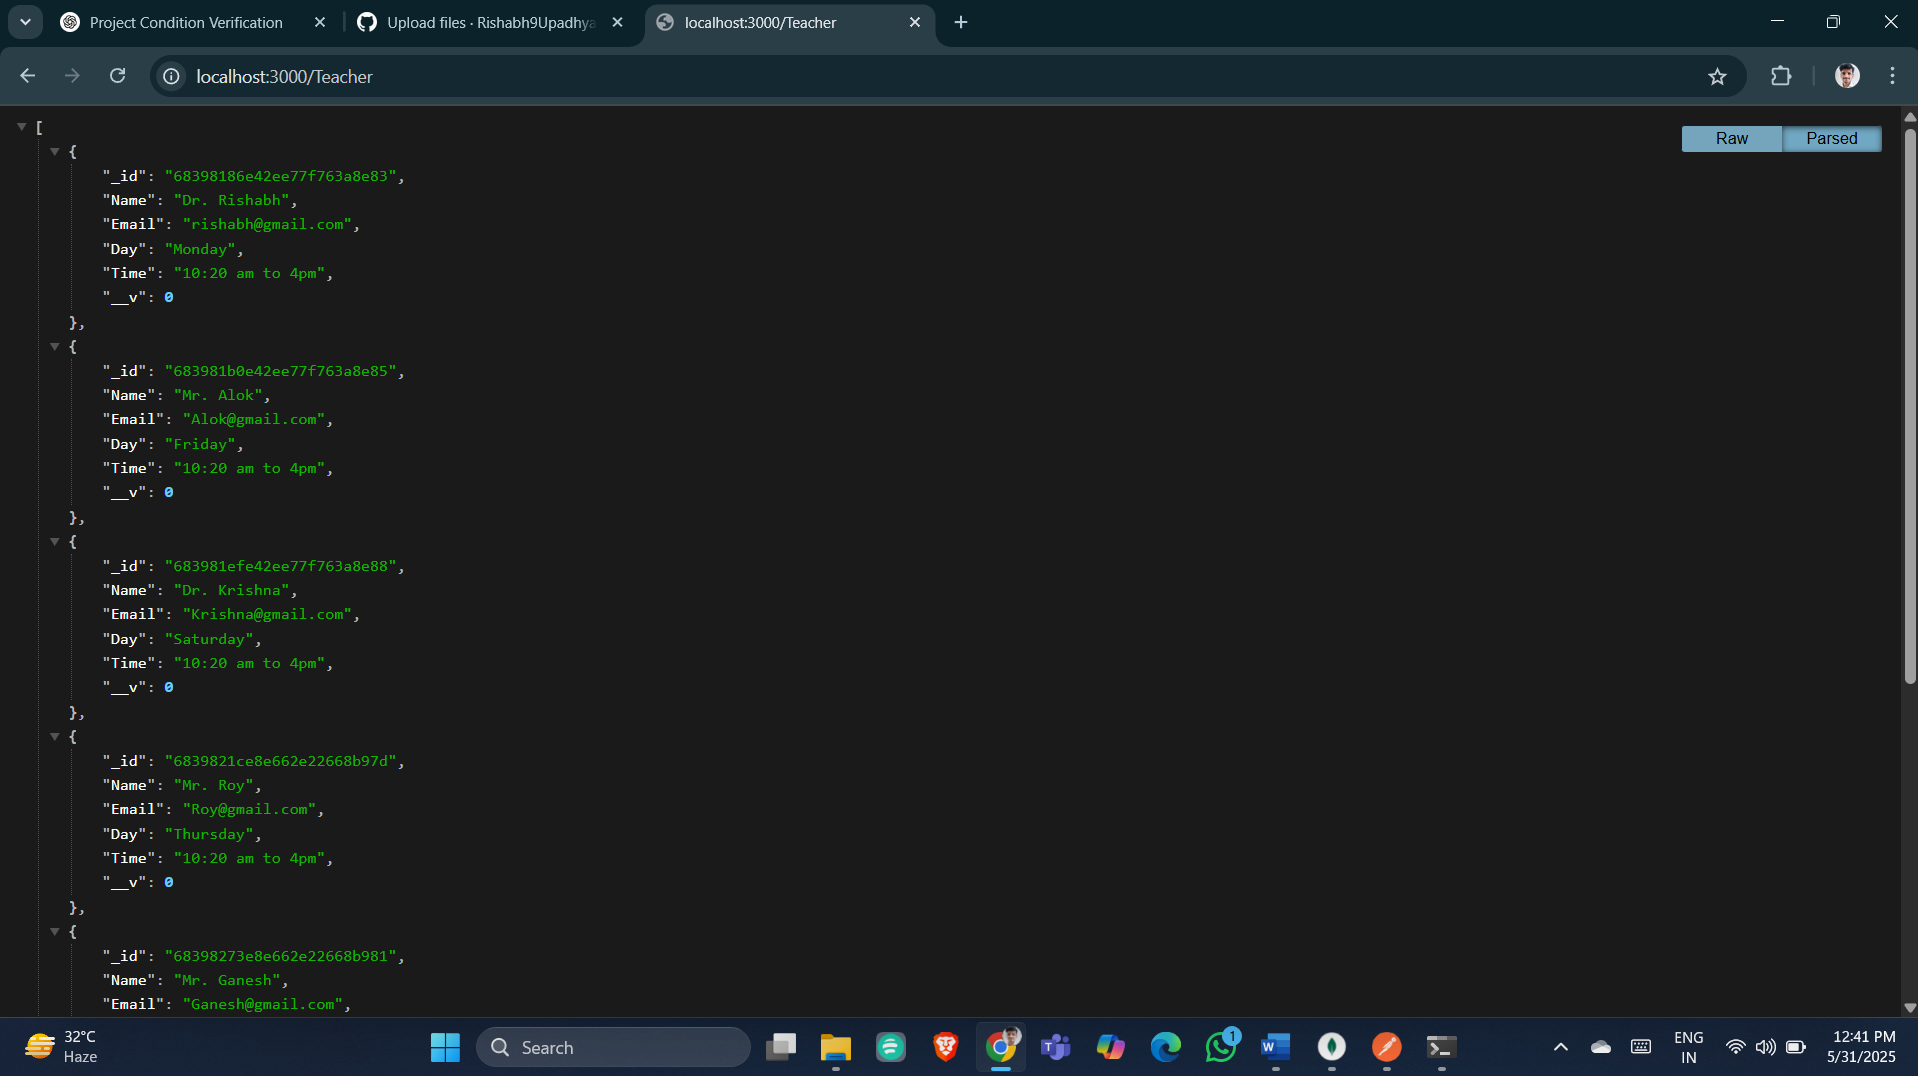 Project Condition Verification
Upload files · Rishabh9Upadhya
localhost:3000/Teacher
localhost:3000/Teacher
Raw
Parsed
[
{
"_id": "68398186e42ee77f763a8e83",
"Name": "Dr. Rishabh",
"Email": "rishabh@gmail.com",
"Day": "Monday",
"Time": "10:20 am to 4pm",
"__v": 0
},
{
"_id": "683981b0e42ee77f763a8e85",
"Name": "Mr. Alok",
"Email": "Alok@gmail.com",
"Day": "Friday",
"Time": "10:20 am to 4pm",
"__v": 0
},
{
"_id": "683981efe42ee77f763a8e88",
"Name": "Dr. Krishna",
"Email": "Krishna@gmail.com",
"Day": "Saturday",
"Time": "10:20 am to 4pm",
"__v": 0
},
{
"_id": "6839821ce8e662e22668b97d",
"Name": "Mr. Roy",
"Email": "Roy@gmail.com",
"Day": "Thursday",
"Time": "10:20 am to 4pm",
"__v": 0
},
{
"_id": "68398273e8e662e22668b981",
"Name": "Mr. Ganesh",
"Email": "Ganesh@gmail.com",
32°C
Haze
Search
1
ENG
IN
12:41 PM
5/31/2025